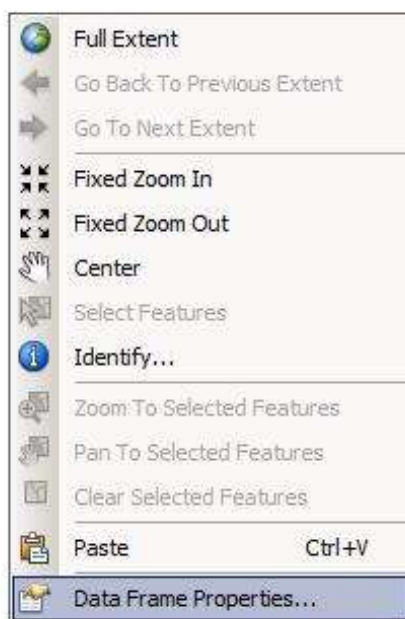 Full Extent
Go Back To Previous Extent
Go To Next Extent
Fixed Zoom In
Fixed Zoom Out
Center
Select Features
Identify...
Zoom To Selected Features
Pan To Selected Features
Clear Selected Features
Paste Ctrl+V
Data Frame Properties...